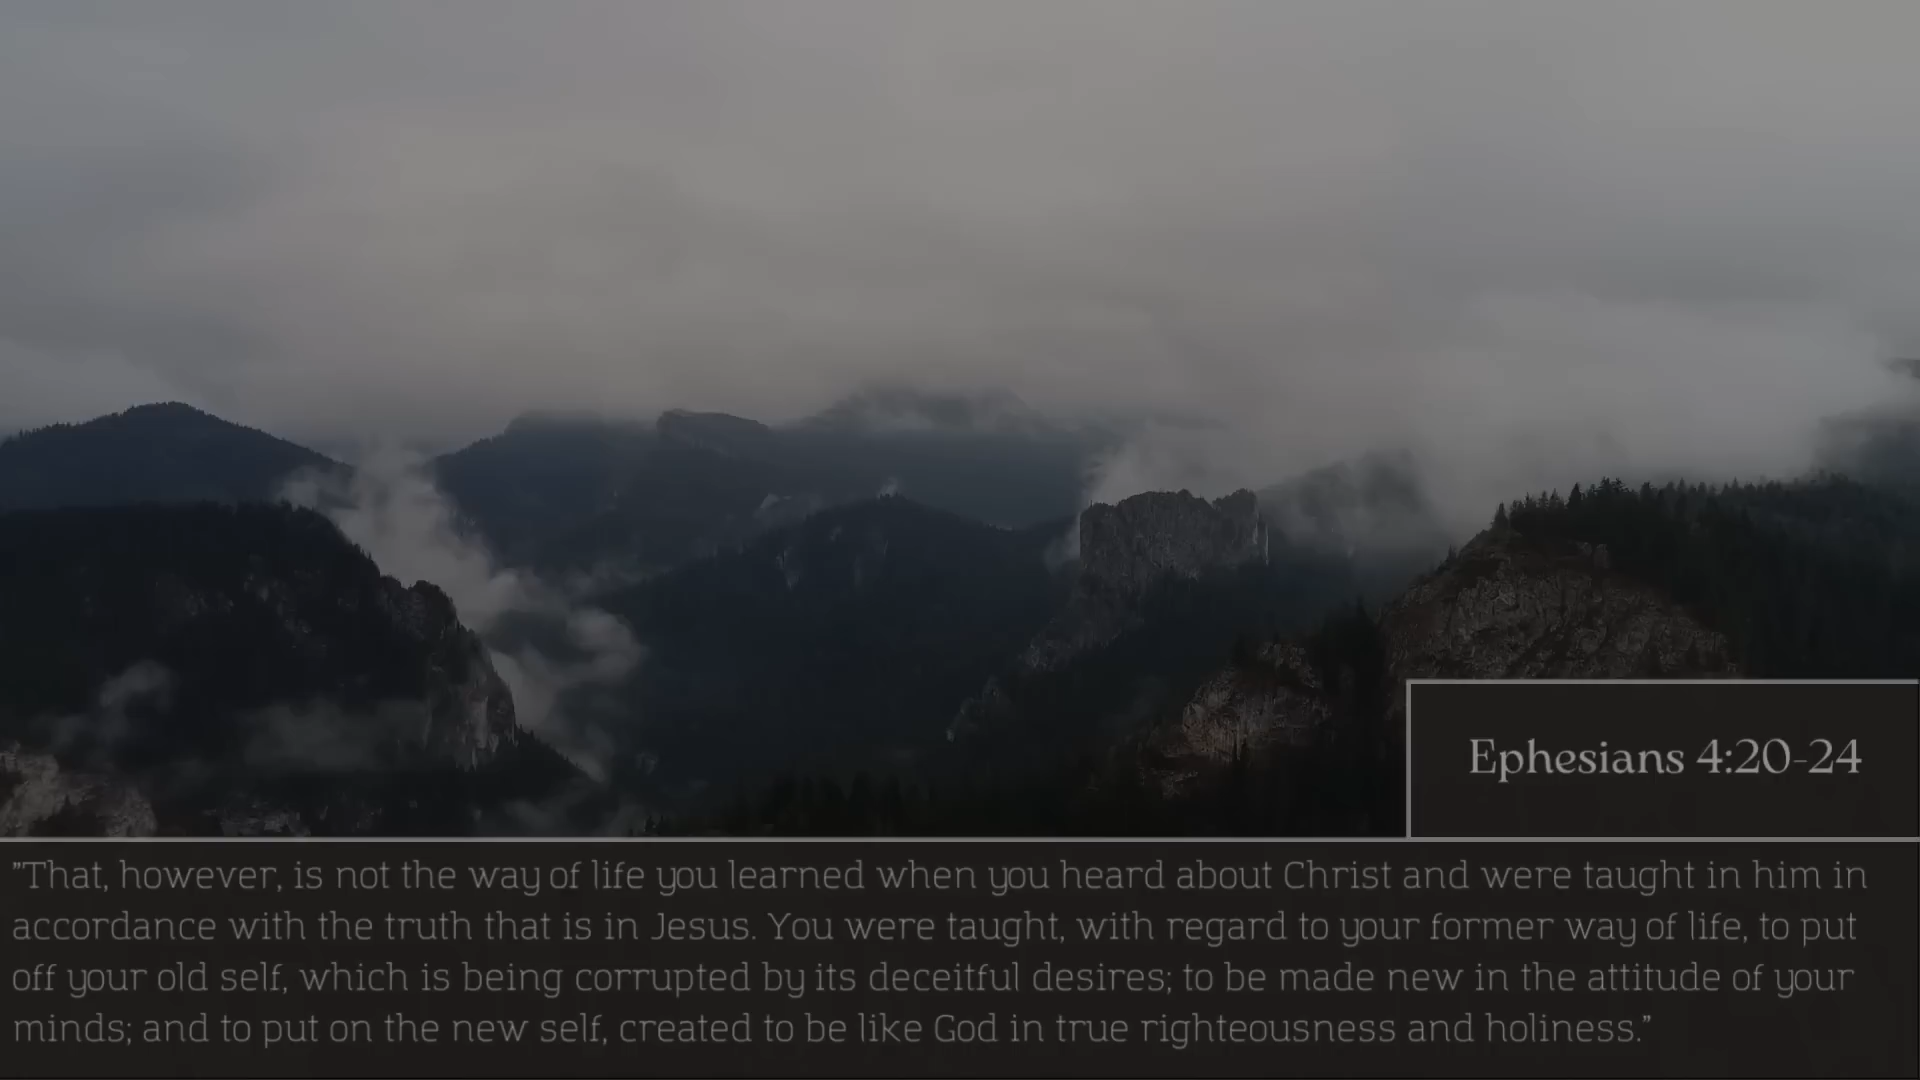 Ephesians 4:20-24
”That, however, is not the way of life you learned when you heard about Christ and were taught in him in
accordance with the truth that is in Jesus. You were taught, with regard to your former way of life, to put
off your old self, which is being corrupted by its deceitful desires; to be made new in the attitude of your
minds; and to put on the new self, created to be like God in true righteousness and holiness.”